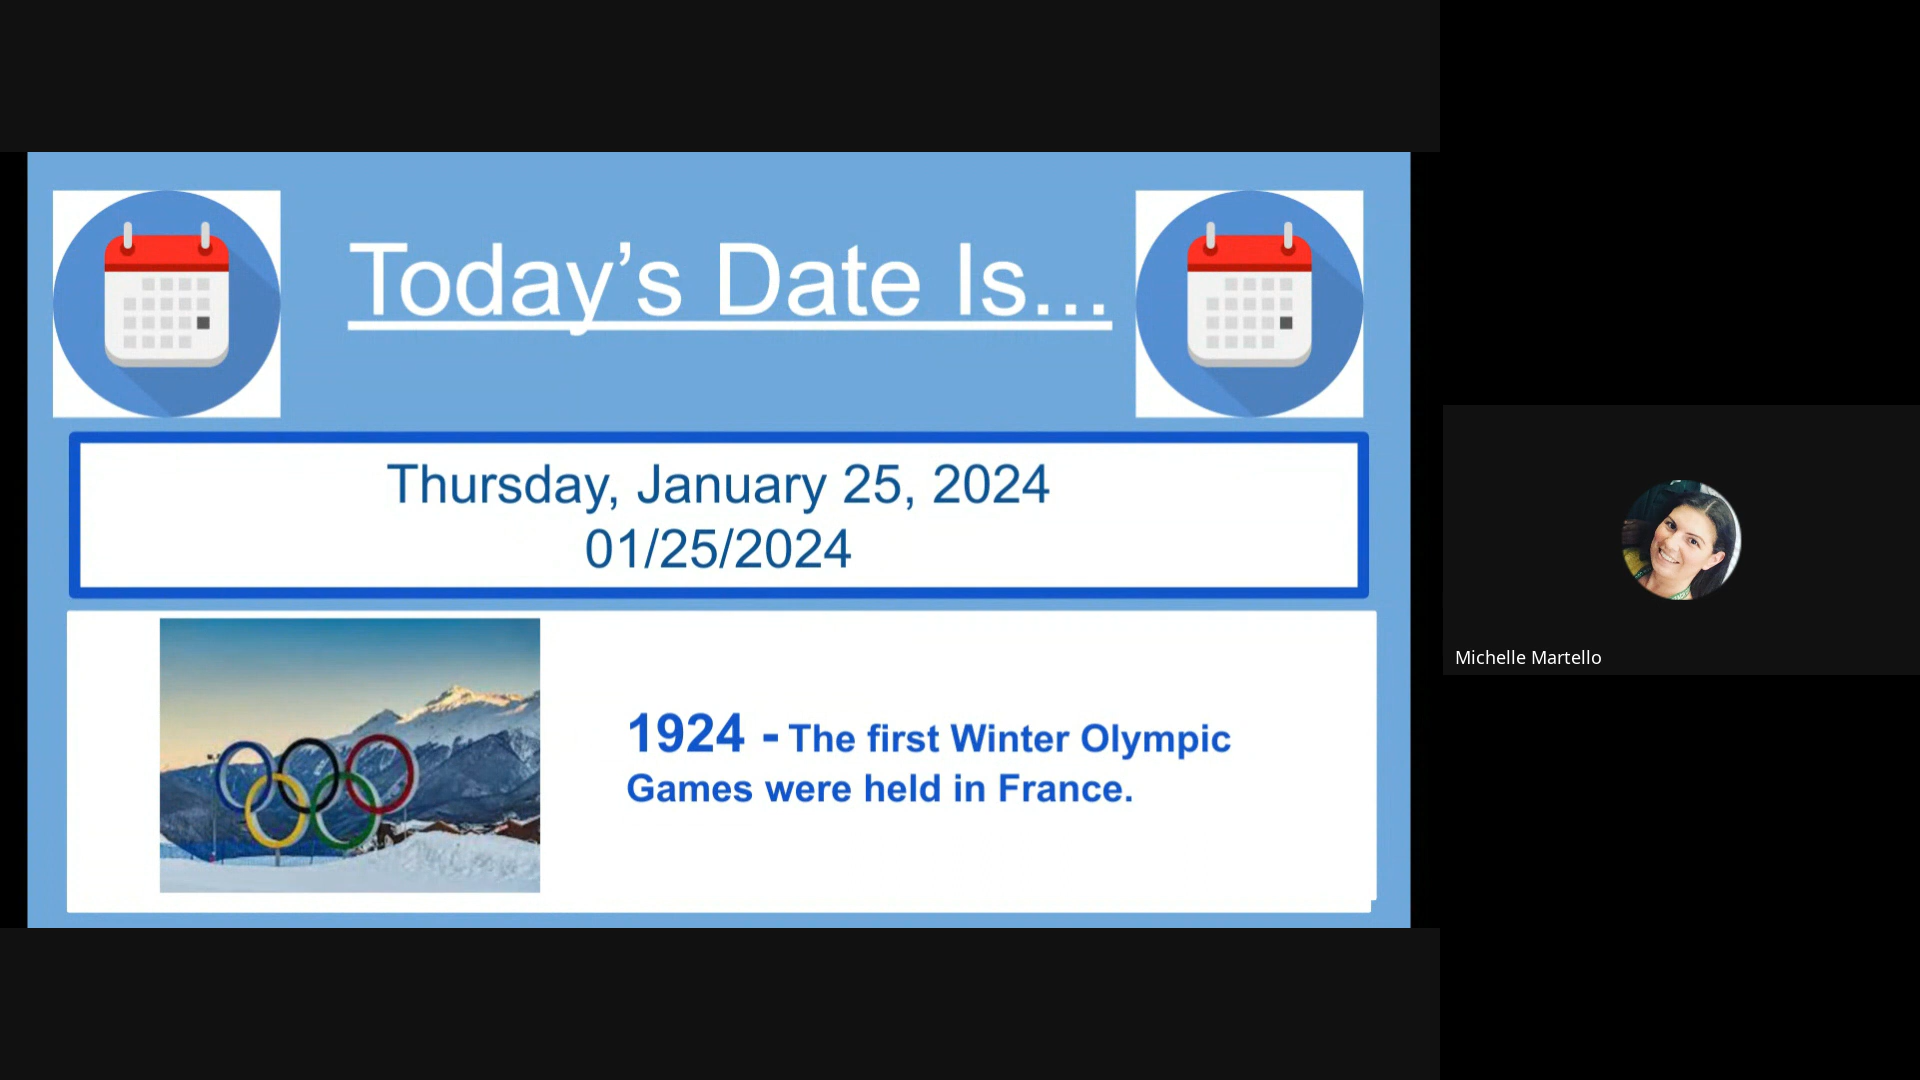 Today’s Date Is...
Thursday, January 25, 2024
01/25/2024
1924 - The first Winter Olympic
Games were held in France.
Michelle Martello